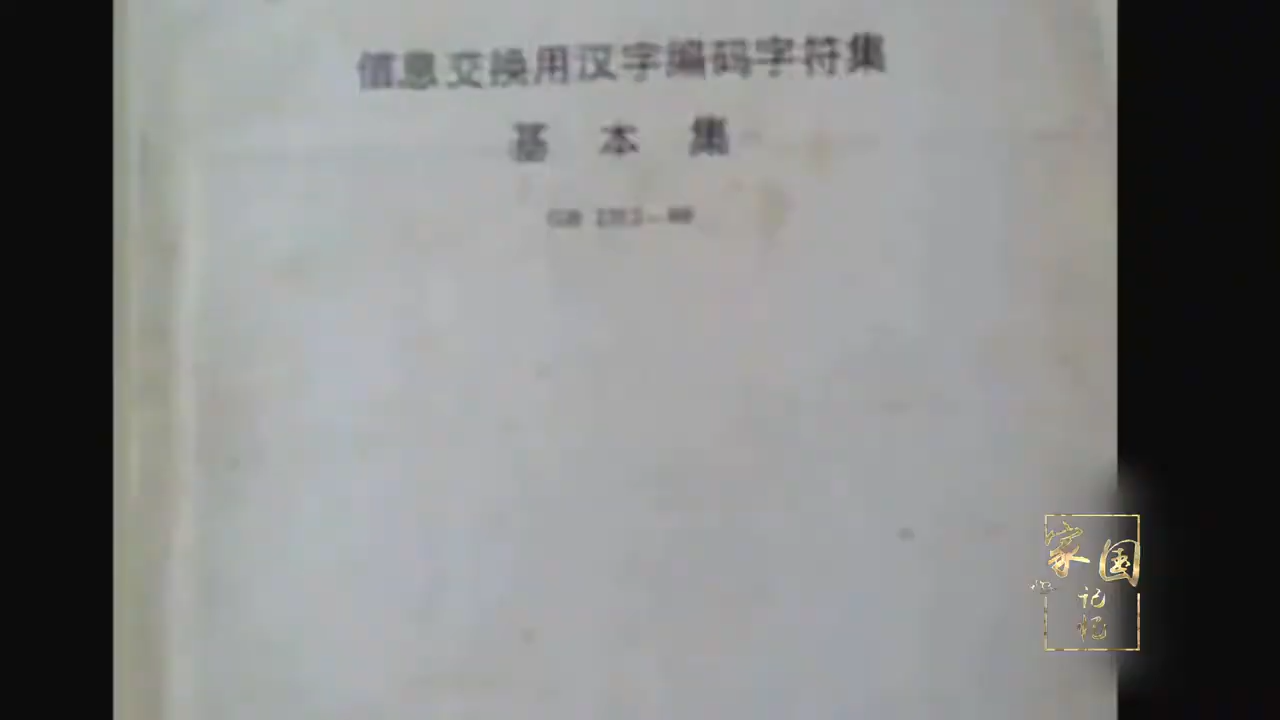 信息交换用汉字编码字符集
基 本 集
家国
记忆